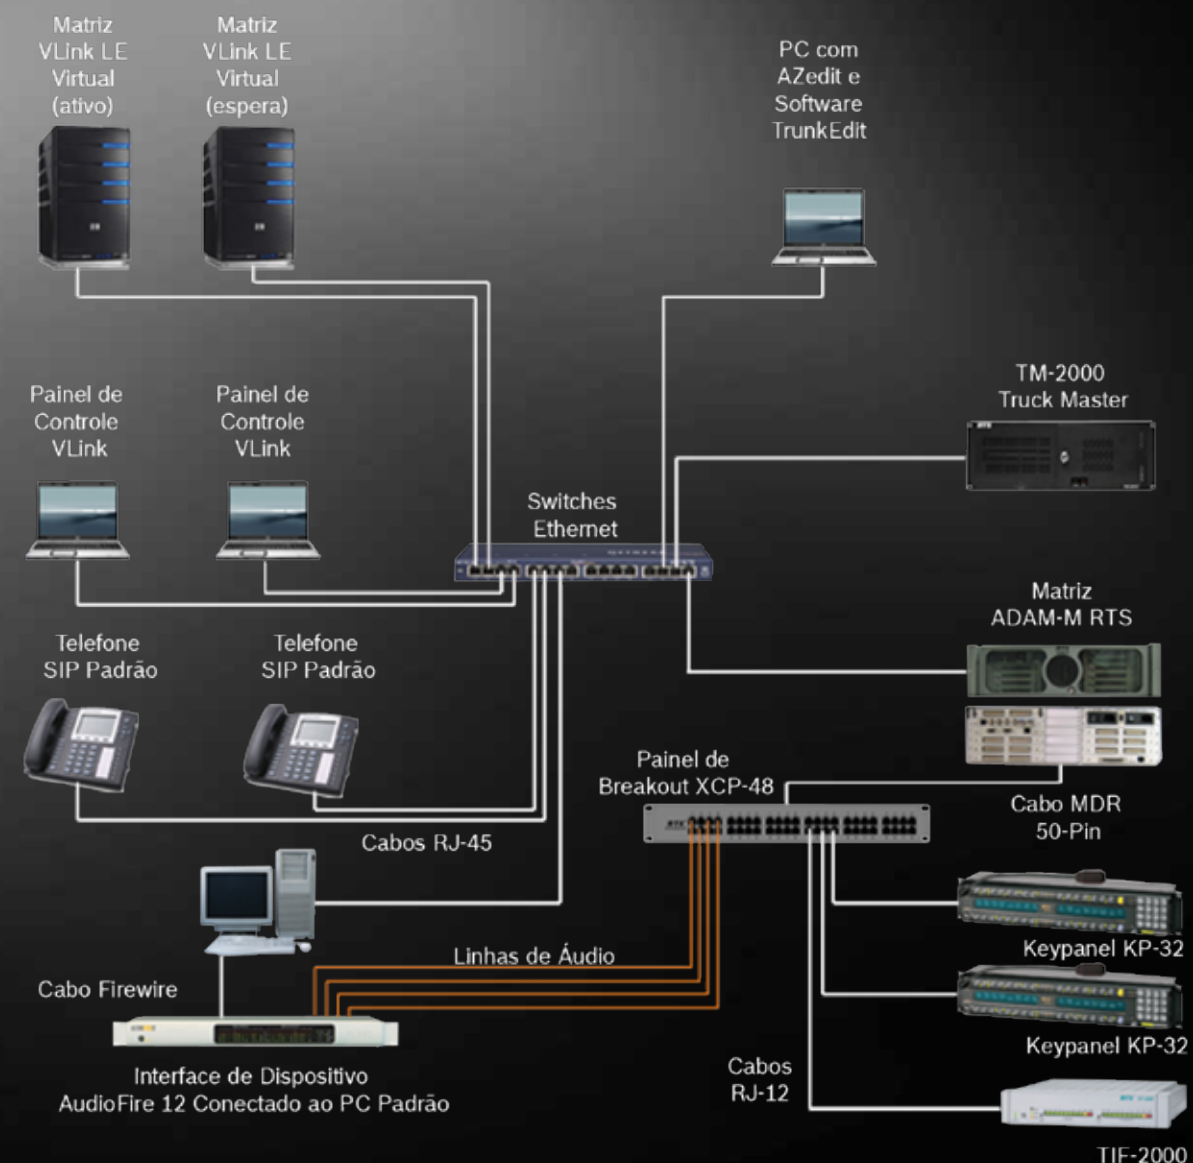 Matriz
VLink LE
Virtual
(ativo)
Matriz
VLink LE
Virtual
(espera)
PC com
AZedit e
Software
TrunkEdit
Painel de
Controle
VLink
Painel de
Controle
VLink
TM-2000
Truck Master
Switches
Ethernet
Matriz
ADAM-M RTS
Telefone
SIP Padrão
Telefone
SIP Padrão
Painel de
Breakout XCP-48
Cabo MDR
50-Pin
Cabos RJ-45
Linhas de Áudio
Keypanel KP-32
Cabo Firewire
Keypanel KP-32
Interface de Dispositivo
AudioFire 12 Conectado ao PC Padrão
Cabos
RJ-12
TIF-2000